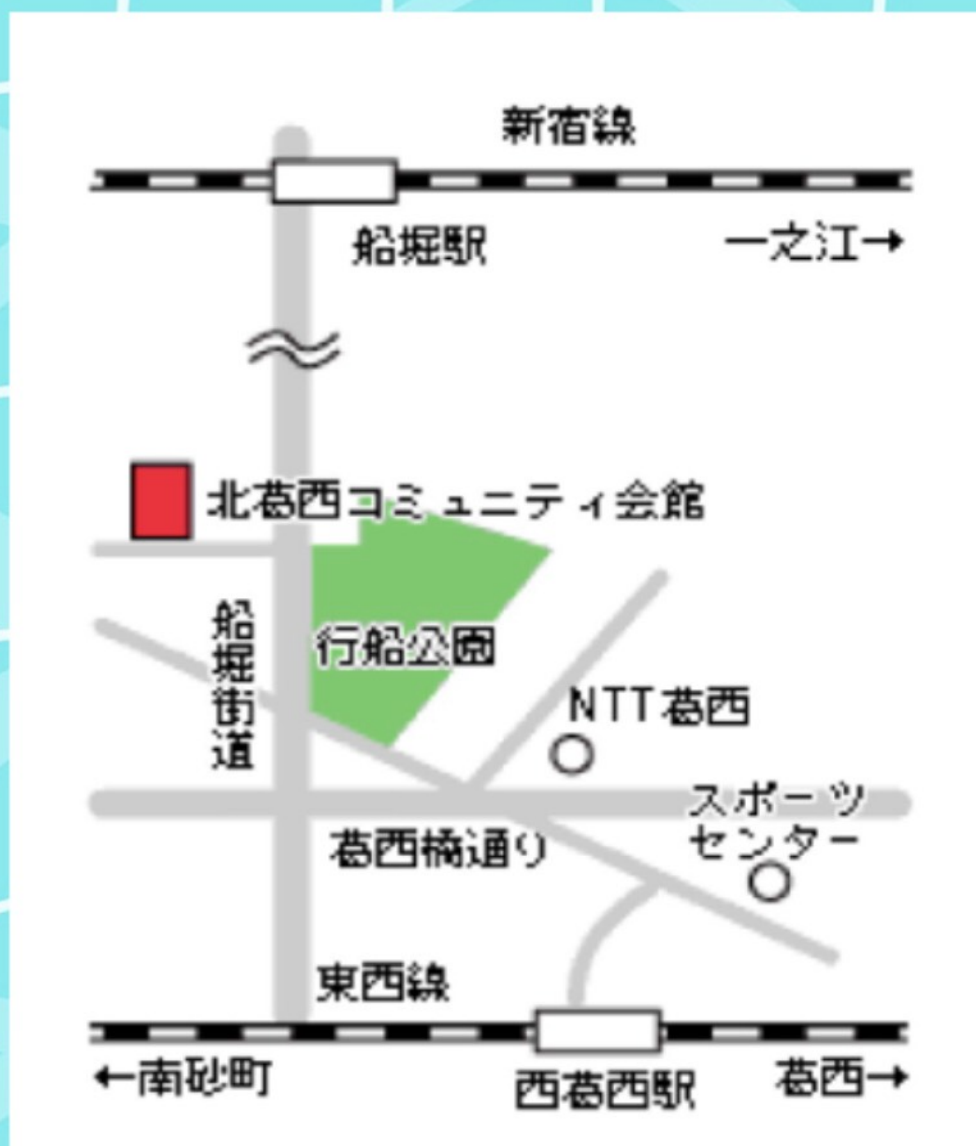 新宿線
船堀駅
一之江→
北葛西コミュニティ会館
船堀街道
行船公園
NTT葛西
スポーツ
センター
葛西橋通り
東西線
←南砂町
西葛西駅
葛西→